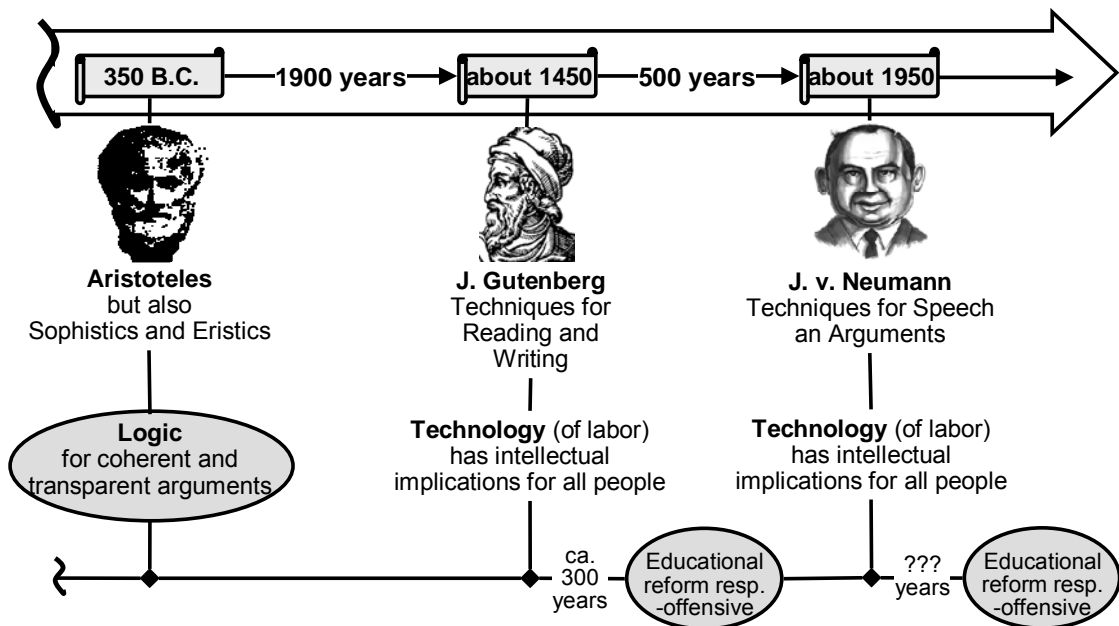 350 B.C.
1900 years
about 1450
500 years
about 1950
Aristoteles
but also
Sophistics and Eristics
J. Gutenberg
Techniques for
Reading and
Writing
J. v. Neumann
Techniques for Speech
an Arguments
Logic
for coherent and
transparent arguments
Technology (of labor)
has intellectual
implications for all people
Technology (of labor)
has intellectual
implications for all people
ca.
300
years
Educational
reform resp.
-offensive
???
years
Educational
reform resp.
-offensive